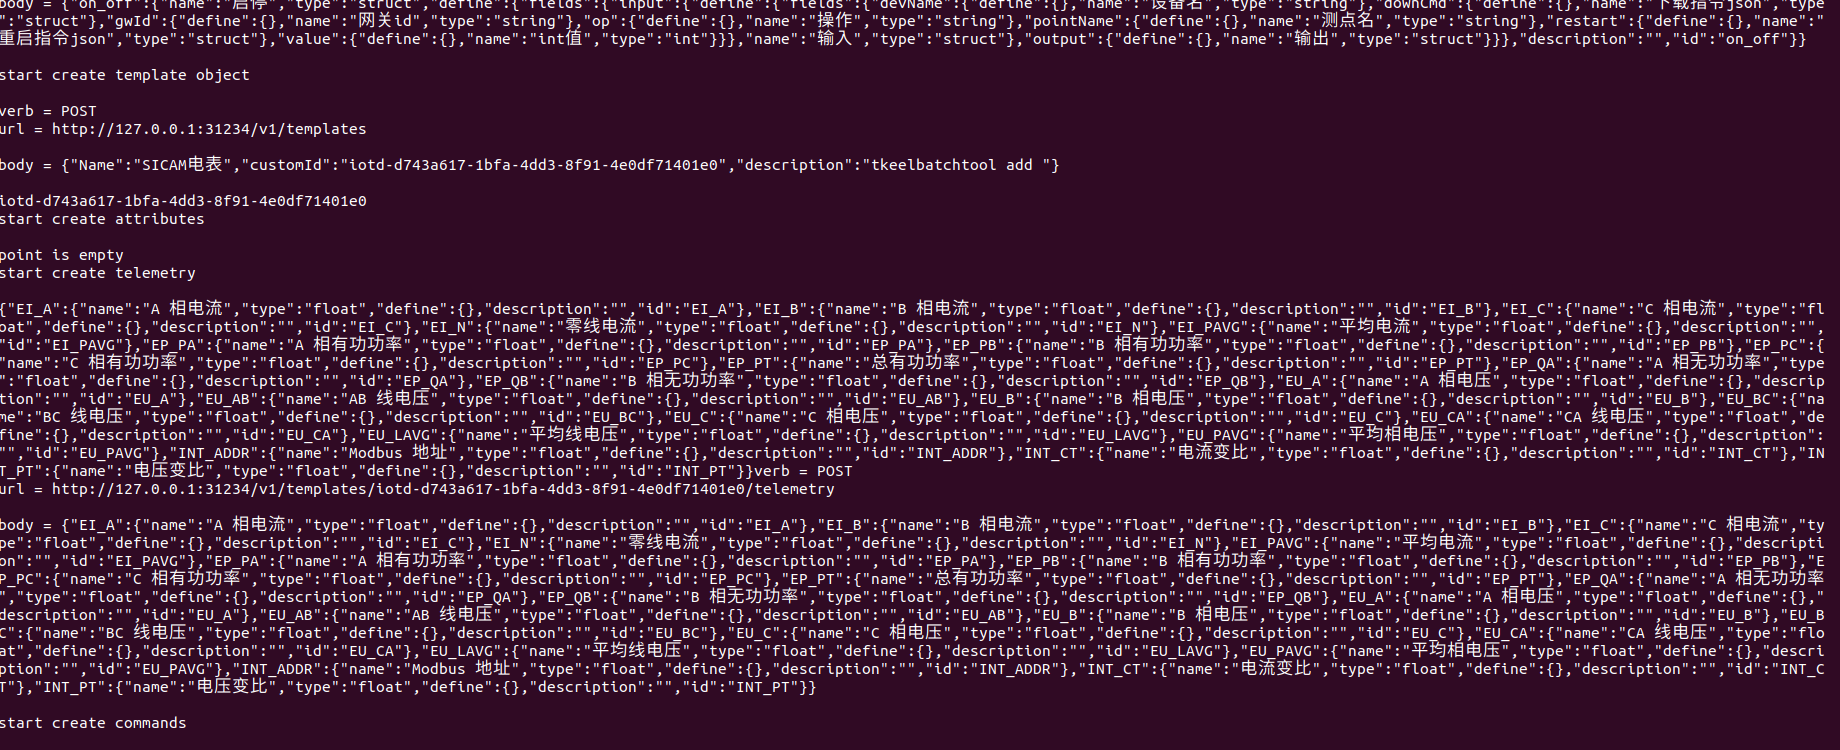 body = {"on_off":{"name":"启停","type":"struct","define":{"fields":{"input":{"define":{"fields":{"devName":{"define":{},"name":"设备名","type":"string"},"downCmd":{"define":{},"name":"下载指令json","type
":"struct"},"gwId":{"define":{},"name":"网关id","type":"string"},"op":{"define":{},"name":"操作","type":"string"},"pointName":{"define":{},"name":"测点名","type":"string"},"restart":{"define":{},"name":"
重启指令json","type":"struct"},"value":{"define":{},"name":"int值","type":"int"}}},"name":"输入","type":"struct"},"output":{"define":{},"name":"输出","type":"struct"}}},"description":"","id":"on_off"}}
start create template object
verb = POST
url = http://127.0.0.1:31234/v1/templates
body = {"Name":"SICAM电表","customId":"iotd-d743a617-1bfa-4dd3-8f91-4e0df71401e0","description":"tkeelbatchtool add "}
iotd-d743a617-1bfa-4dd3-8f91-4e0df71401e0
start create attributes
point is empty
start create telemetry
{"EI_A":{"name":"A 相电流","type":"float","define":{},"description":"","id":"EI_A"},"EI_B":{"name":"B 相电流","type":"float","define":{},"description":"","id":"EI_B"},"EI_C":{"name":"C 相电流","type":"fl
oat","define":{},"description":"","id":"EI_C"},"EI_N":{"name":"零线电流","type":"float","define":{},"description":"","id":"EI_N"},"EI_PAVG":{"name":"平均电流","type":"float","define":{},"description":"",
"id":"EI_PAVG"},"EP_PA":{"name":"A 相有功功率","type":"float","define":{},"description":"","id":"EP_PA"},"EP_PB":{"name":"B 相有功功率","type":"float","define":{},"description":"","id":"EP_PB"},"EP_PC":{
"name":"C 相有功功率","type":"float","define":{},"description":"","id":"EP_PC"},"EP_PT":{"name":"总有功功率","type":"float","define":{},"description":"","id":"EP_PT"},"EP_QA":{"name":"A 相无功功率","type
":"float","define":{},"description":"","id":"EP_QA"},"EP_QB":{"name":"B 相无功功率","type":"float","define":{},"description":"","id":"EP_QB"},"EU_A":{"name":"A 相电压","type":"float","define":{},"descrip
tion":"","id":"EU_A"},"EU_AB":{"name":"AB 线电压","type":"float","define":{},"description":"","id":"EU_AB"},"EU_B":{"name":"B 相电压","type":"float","define":{},"description":"","id":"EU_B"},"EU_BC":{"na
me":"BC 线电压","type":"float","define":{},"description":"","id":"EU_BC"},"EU_C":{"name":"C 相电压","type":"float","define":{},"description":"","id":"EU_C"},"EU_CA":{"name":"CA 线电压","type":"float","de
fine":{},"description":"","id":"EU_CA"},"EU_LAVG":{"name":"平均线电压","type":"float","define":{},"description":"","id":"EU_LAVG"},"EU_PAVG":{"name":"平均相电压","type":"float","define":{},"description":
"","id":"EU_PAVG"},"INT_ADDR":{"name":"Modbus 地址","type":"float","define":{},"description":"","id":"INT_ADDR"},"INT_CT":{"name":"电流变比","type":"float","define":{},"description":"","id":"INT_CT"},"IN
T_PT":{"name":"电压变比","type":"float","define":{},"description":"","id":"INT_PT"}}verb = POST
url = http://127.0.0.1:31234/v1/templates/iotd-d743a617-1bfa-4dd3-8f91-4e0df71401e0/telemetry
body = {"EI_A":{"name":"A 相电流","type":"float","define":{},"description":"","id":"EI_A"},"EI_B":{"name":"B 相电流","type":"float","define":{},"description":"","id":"EI_B"},"EI_C":{"name":"C 相电流","ty
pe":"float","define":{},"description":"","id":"EI_C"},"EI_N":{"name":"零线电流","type":"float","define":{},"description":"","id":"EI_N"},"EI_PAVG":{"name":"平均电流","type":"float","define":{},"descripti
on":"","id":"EI_PAVG"},"EP_PA":{"name":"A 相有功功率","type":"float","define":{},"description":"","id":"EP_PA"},"EP_PB":{"name":"B 相有功功率","type":"float","define":{},"description":"","id":"EP_PB"},"E
P_PC":{"name":"C 相有功功率","type":"float","define":{},"description":"","id":"EP_PC"},"EP_PT":{"name":"总有功功率","type":"float","define":{},"description":"","id":"EP_PT"},"EP_QA":{"name":"A 相无功功率
","type":"float","define":{},"description":"","id":"EP_QA"},"EP_QB":{"name":"B 相无功功率","type":"float","define":{},"description":"","id":"EP_QB"},"EU_A":{"name":"A 相电压","type":"float","define":{},"
description":"","id":"EU_A"},"EU_AB":{"name":"AB 线电压","type":"float","define":{},"description":"","id":"EU_AB"},"EU_B":{"name":"B 相电压","type":"float","define":{},"description":"","id":"EU_B"},"EU_B
C":{"name":"BC 线电压","type":"float","define":{},"description":"","id":"EU_BC"},"EU_C":{"name":"C 相电压","type":"float","define":{},"description":"","id":"EU_C"},"EU_CA":{"name":"CA 线电压","type":"flo
at","define":{},"description":"","id":"EU_CA"},"EU_LAVG":{"name":"平均线电压","type":"float","define":{},"description":"","id":"EU_LAVG"},"EU_PAVG":{"name":"平均相电压","type":"float","define":{},"descri
ption":"","id":"EU_PAVG"},"INT_ADDR":{"name":"Modbus 地址","type":"float","define":{},"description":"","id":"INT_ADDR"},"INT_CT":{"name":"电流变比","type":"float","define":{},"description":"","id":"INT_C
T"},"INT_PT":{"name":"电压变比","type":"float","define":{},"description":"","id":"INT_PT"}}
start create commands